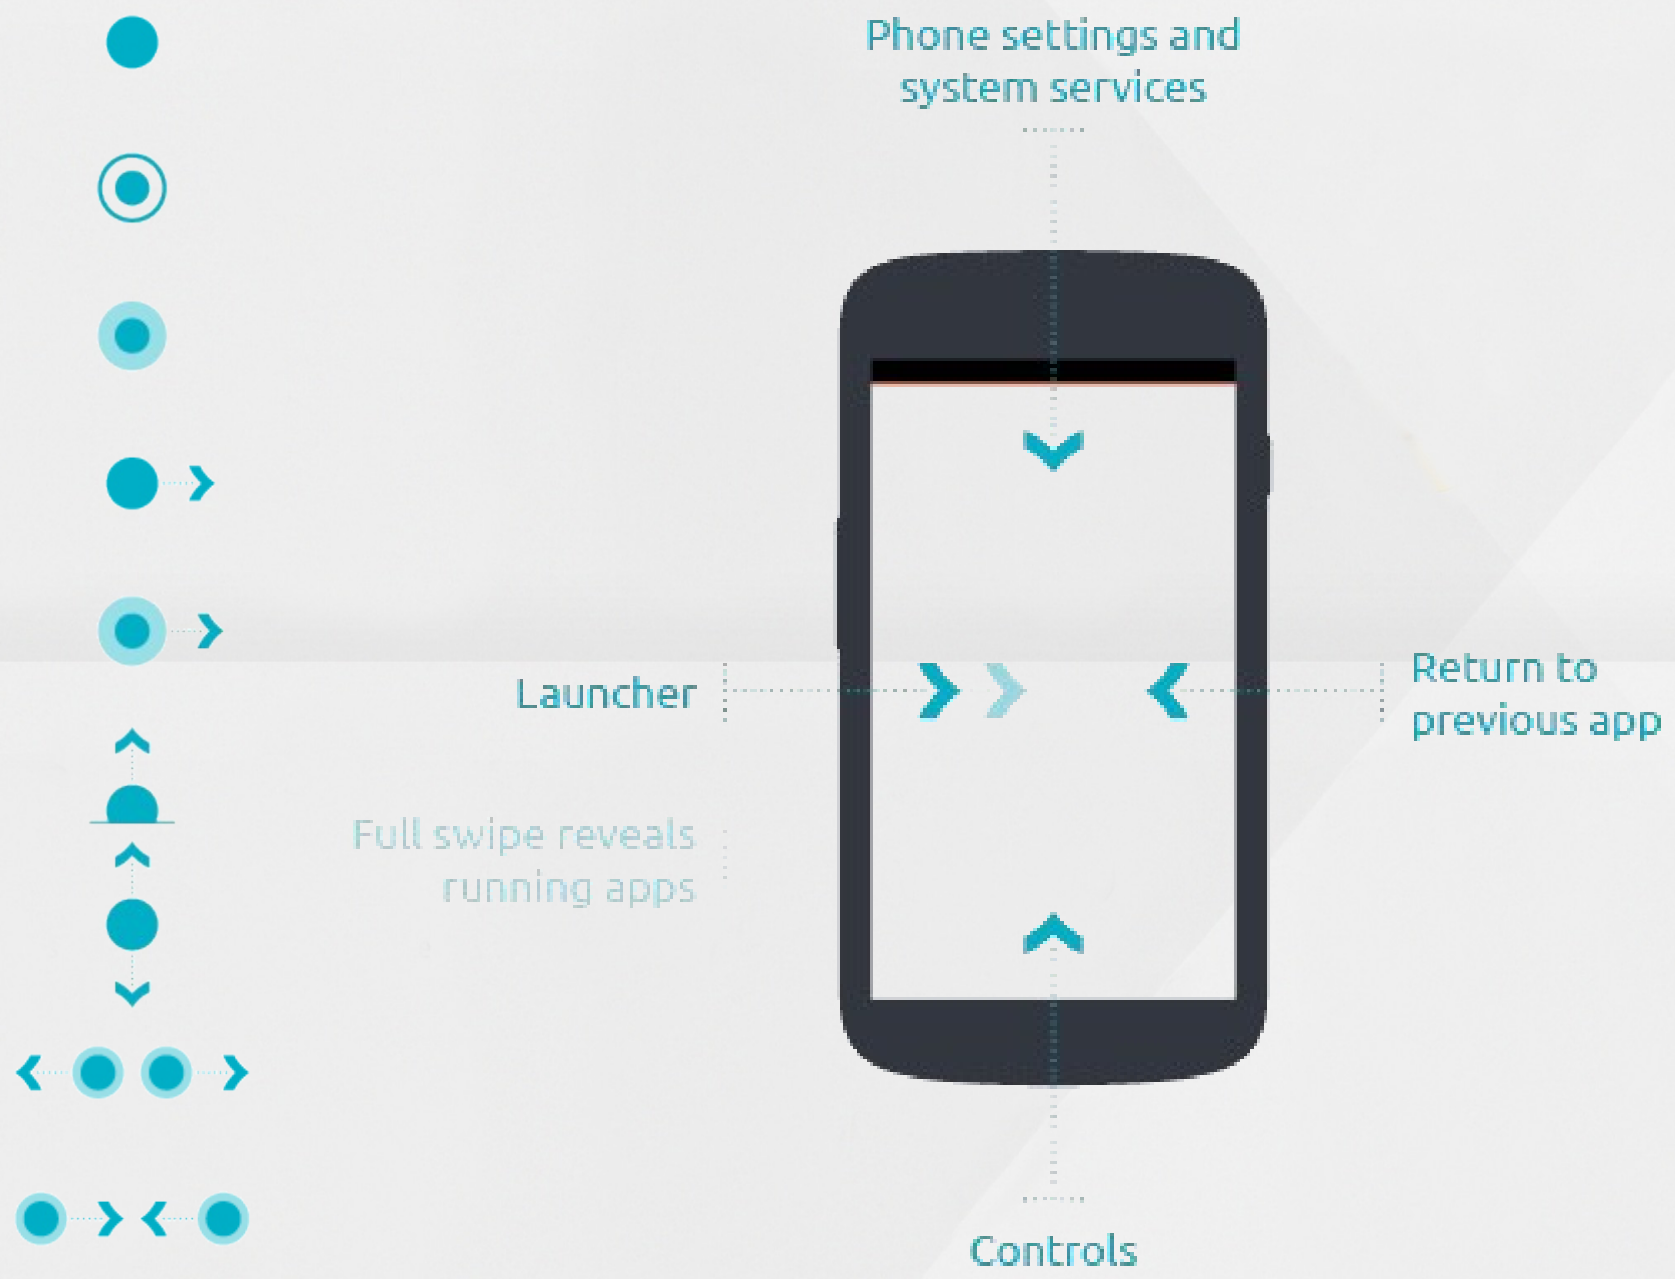 Phone settings and
system services
Launcher
Return to
previous app
Full swipe reveals
running apps
Controls